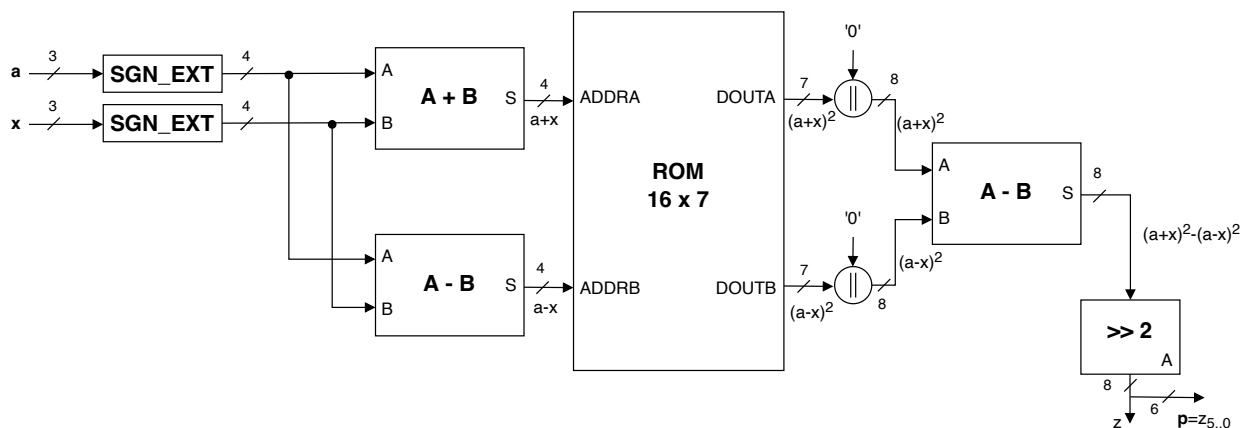 a
3
SGN_EXT
4
x
3
SGN_EXT
4
A
B
A + B
S
4
a+x
A
B
A - B
S
4
a-x
ADDRA
DOUTA
ROM
16 x 7
ADDRB
DOUTB
7
(a+x)²
'0'
||
8
(a+x)²
7
(a-x)²
'0'
||
8
(a-x)²
A
B
A - B
S
8
(a+x)²-(a-x)²
>> 2
A
8
z
6
p=z₅..₀